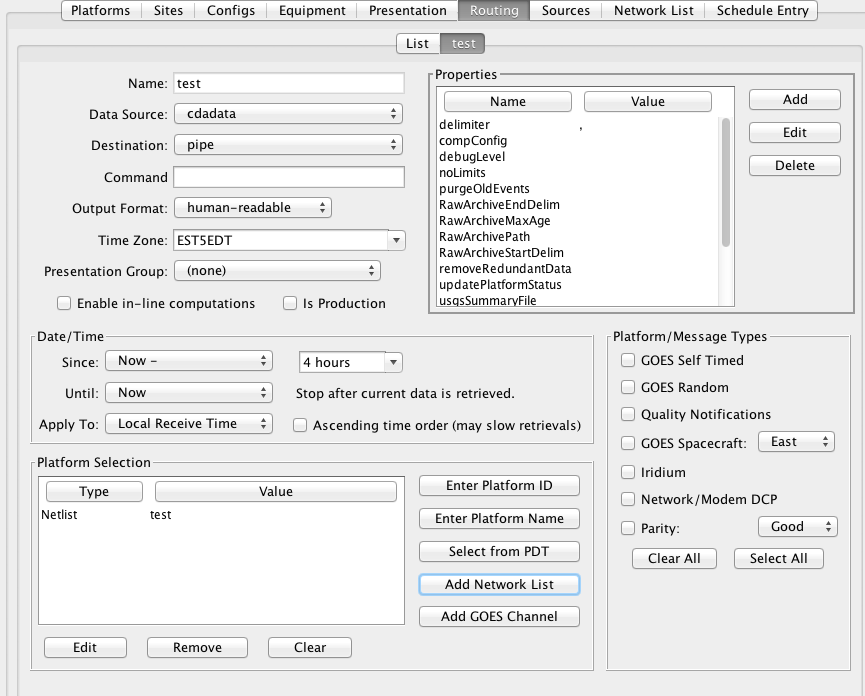 Platforms Sites Configs Equipment Presentation Routing Sources Network List Schedule Entry
List test
Name: test
Data Source: cdadata
Destination: pipe
Command
Output Format: human-readable
Time Zone: EST5EDT
Presentation Group: (none)
Enable in-line computations Is Production
Properties
Name Value
delimiter ,
compConfig
debugLevel
noLimits
purgeOldEvents
RawArchiveEndDelim
RawArchiveMaxAge
RawArchivePath
RawArchiveStartDelim
removeRedundantData
updatePlatformStatus
usgsSummaryFile
Add
Edit
Delete
Date/Time
Since: Now - 4 hours
Until: Now Stop after current data is retrieved.
Apply To: Local Receive Time Ascending time order (may slow retrievals)
Platform Selection
Type Value
Netlist test
Enter Platform ID
Enter Platform Name
Select from PDT
Add Network List
Add GOES Channel
Edit Remove Clear
Platform/Message Types
GOES Self Timed
GOES Random
Quality Notifications
GOES Spacecraft: East
Iridium
Network/Modem DCP
Parity: Good
Clear All Select All